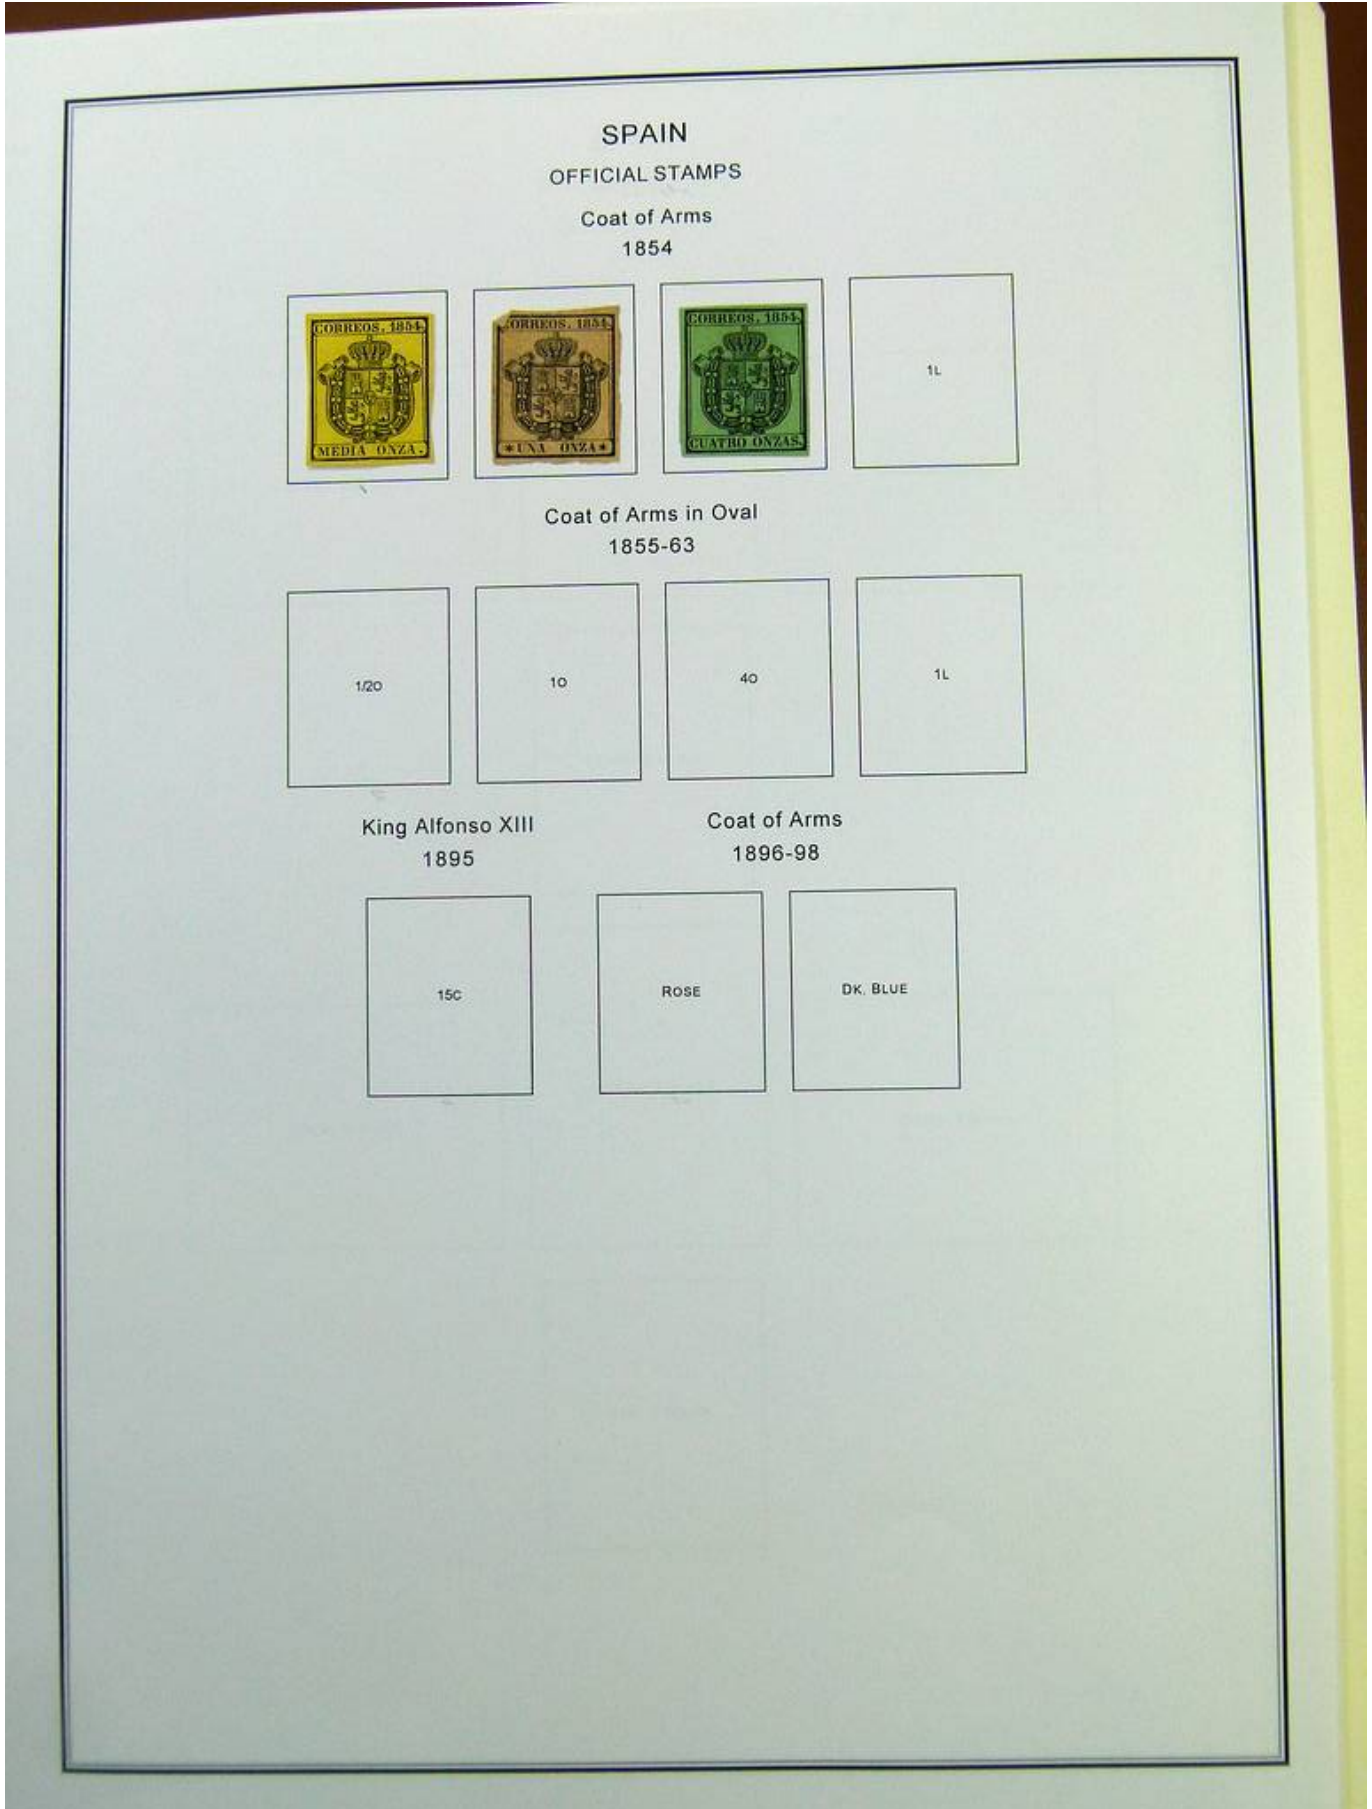 SPAIN
OFFICIAL STAMPS
Coat of Arms
1854
CORREOS. 1854.
MEDIA ONZA.
ORREOS. 1854.
*UNA ONZA*
CORREOS. 1854.
CUATRO ONZAS.
1L
Coat of Arms in Oval
1855-63
1/2O
1O
4O
1L
King Alfonso XIII
1895
15C
Coat of Arms
1896-98
ROSE
DK. BLUE